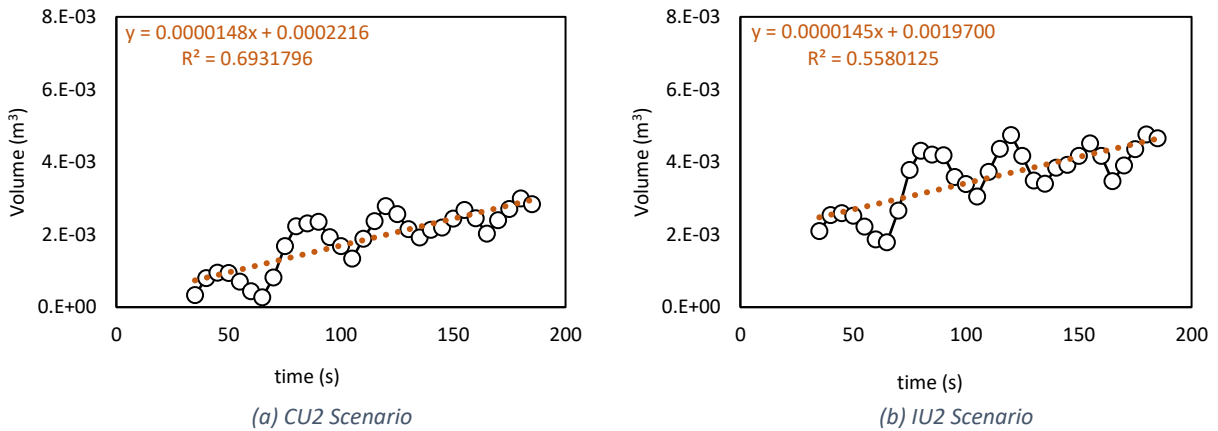 8.E-03
y = 0.0000148x + 0.0002216
R² = 0.6931796
6.E-03
Volume (m³)
4.E-03
2.E-03
0.E+00
0 50 100 150 200
time (s)
(a) CU2 Scenario
8.E-03
y = 0.0000145x + 0.0019700
R² = 0.5580125
6.E-03
Volume (m³)
4.E-03
2.E-03
0.E+00
0 50 100 150 200
time (s)
(b) IU2 Scenario